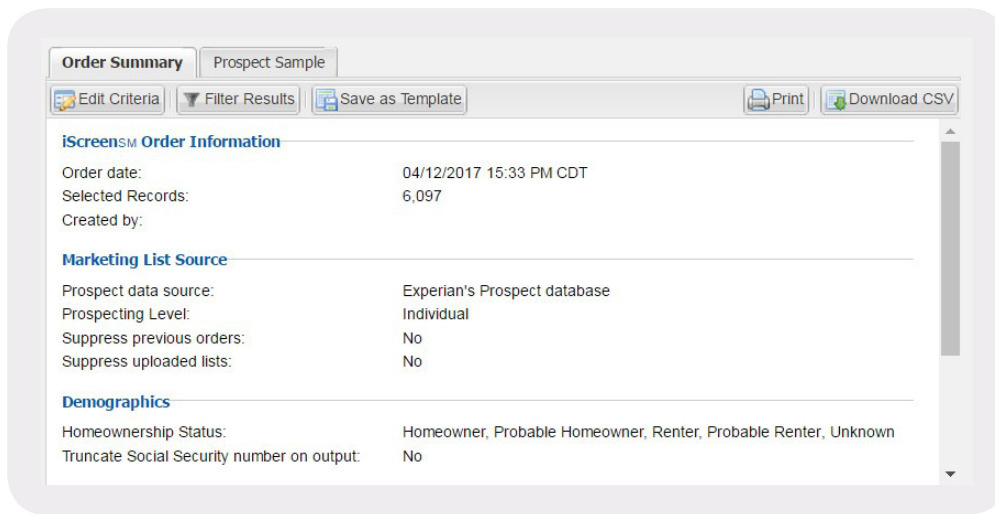 Order Summary Prospect Sample
Edit Criteria Filter Results Save as Template Print Download CSV
iScreenSM Order Information
Order date: 04/12/2017 15:33 PM CDT
Selected Records: 6,097
Created by:
Marketing List Source
Prospect data source: Experian's Prospect database
Prospecting Level: Individual
Suppress previous orders: No
Suppress uploaded lists: No
Demographics
Homeownership Status: Homeowner, Probable Homeowner, Renter, Probable Renter, Unknown
Truncate Social Security number on output: No